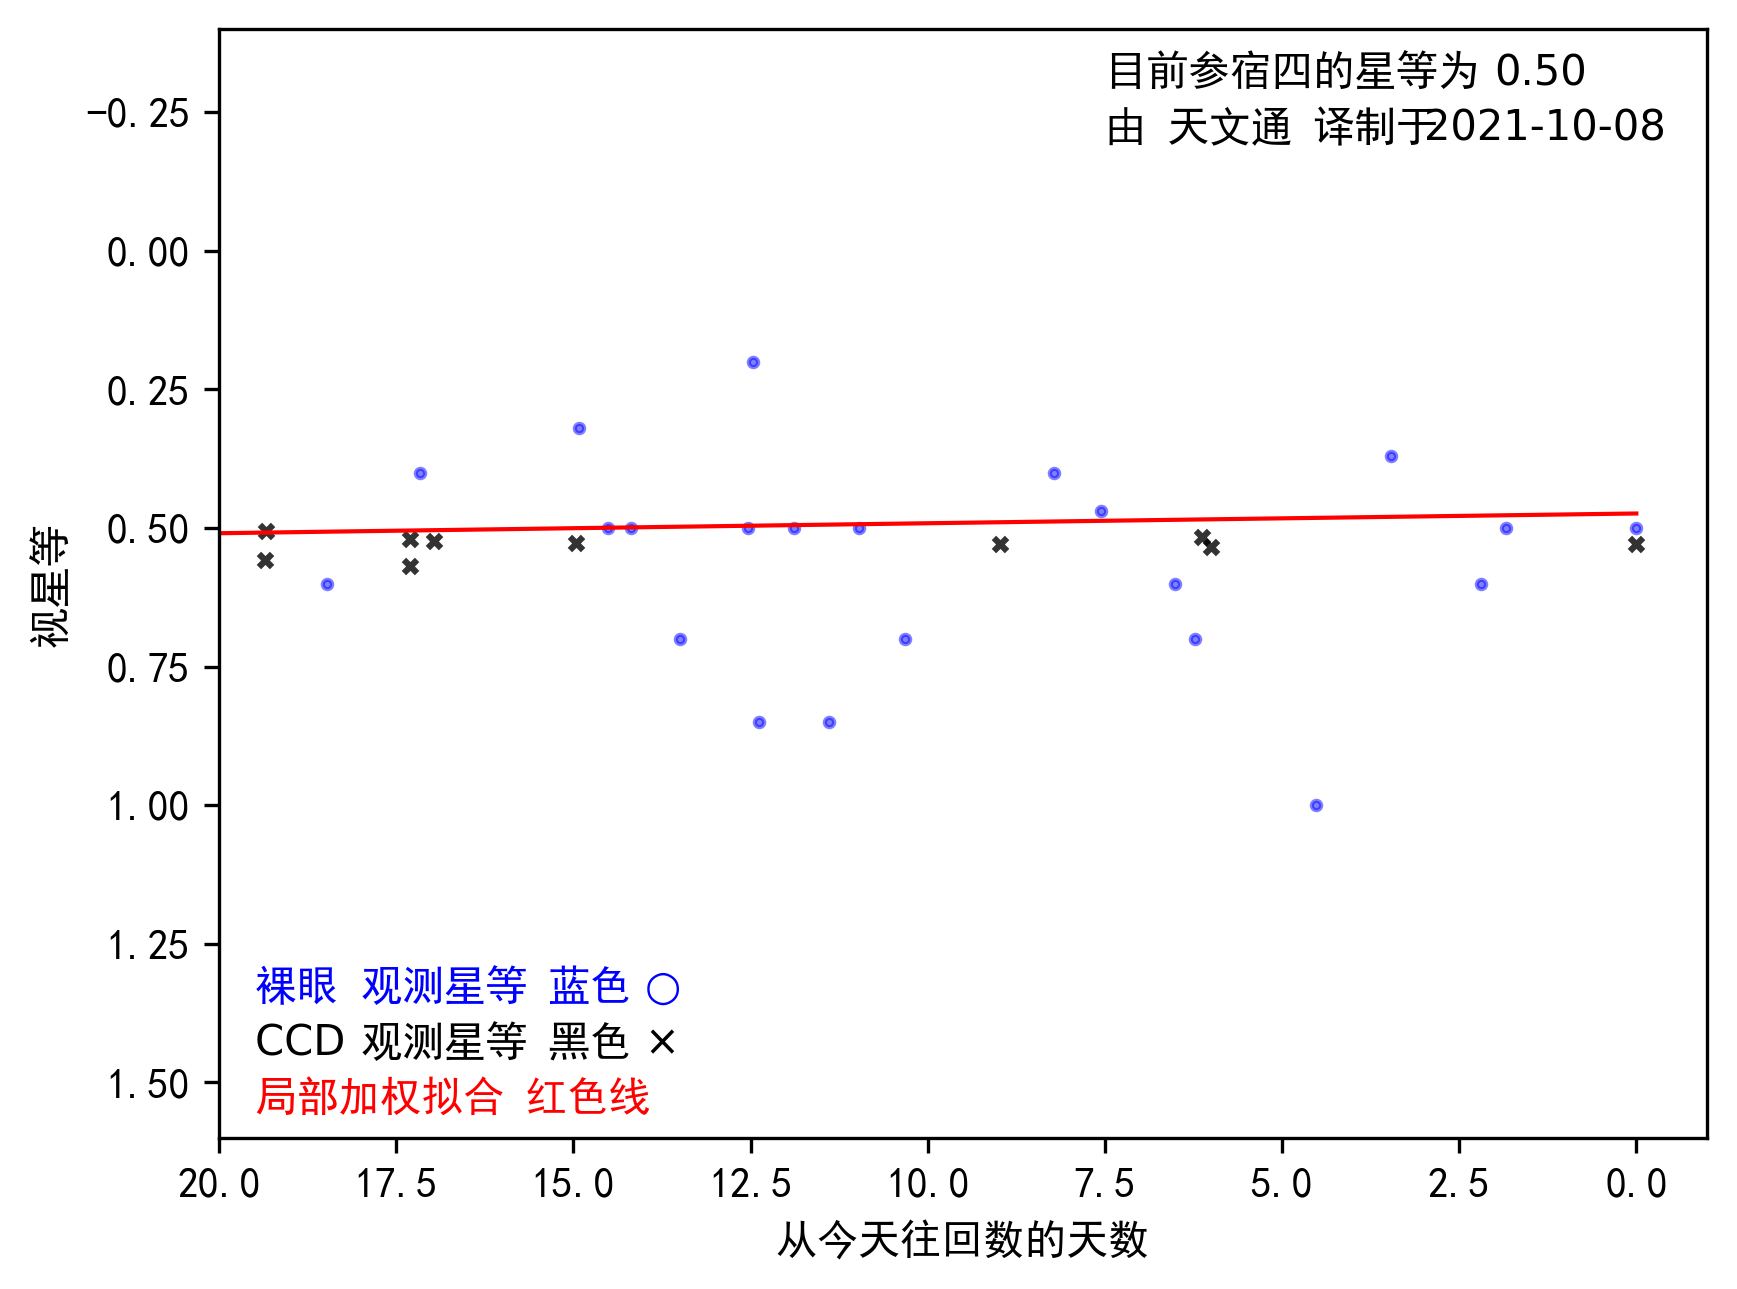 目前参宿四的星等为 0.50
由 天文通 译制于2021-10-08
-0.25
0.00
0.25
0.50
0.75
1.00
1.25
1.50
视星等
裸眼 观测星等 蓝色 ○
CCD 观测星等 黑色 ×
局部加权拟合 红色线
20.0 17.5 15.0 12.5 10.0 7.5 5.0 2.5 0.0
从今天往回数的天数